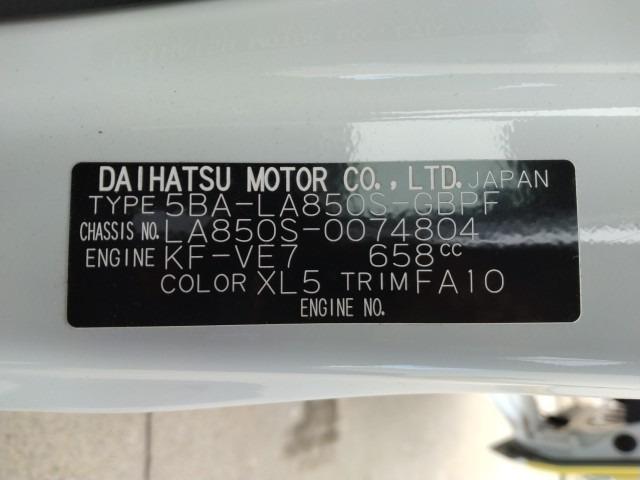 DAIHATSU MOTOR CO., LTD. JAPAN
TYPE 5BA-LA850S-GBPF
CHASSIS NO. LA850S-0074804
ENGINE KF-VE7 658CC
COLOR XL5 TRIM FA10
ENGINE NO.